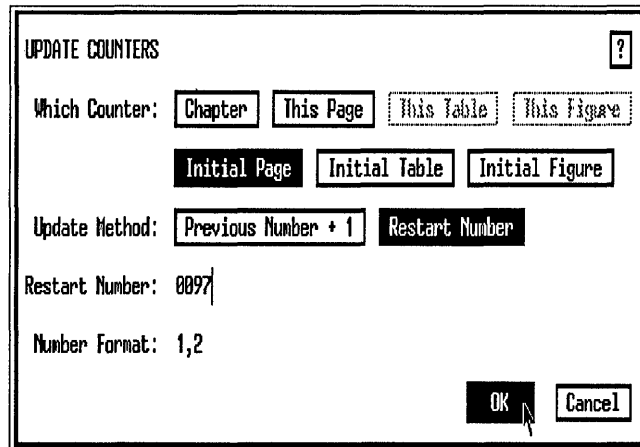 UPDATE COUNTERS ?
Which Counter: Chapter This Page This Table This Figure
Initial Page Initial Table Initial Figure
Update Method: Previous Number + 1 Restart Number
Restart Number: 0097
Number Format: 1,2
OK Cancel